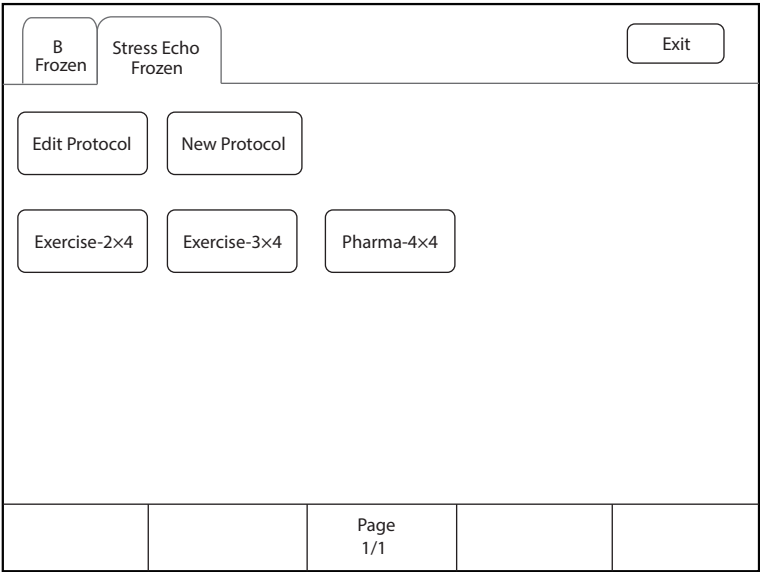 B
Frozen
Stress Echo
Frozen
Exit
Edit Protocol
New Protocol
Exercise-2×4
Exercise-3×4
Pharma-4×4
Page
1/1